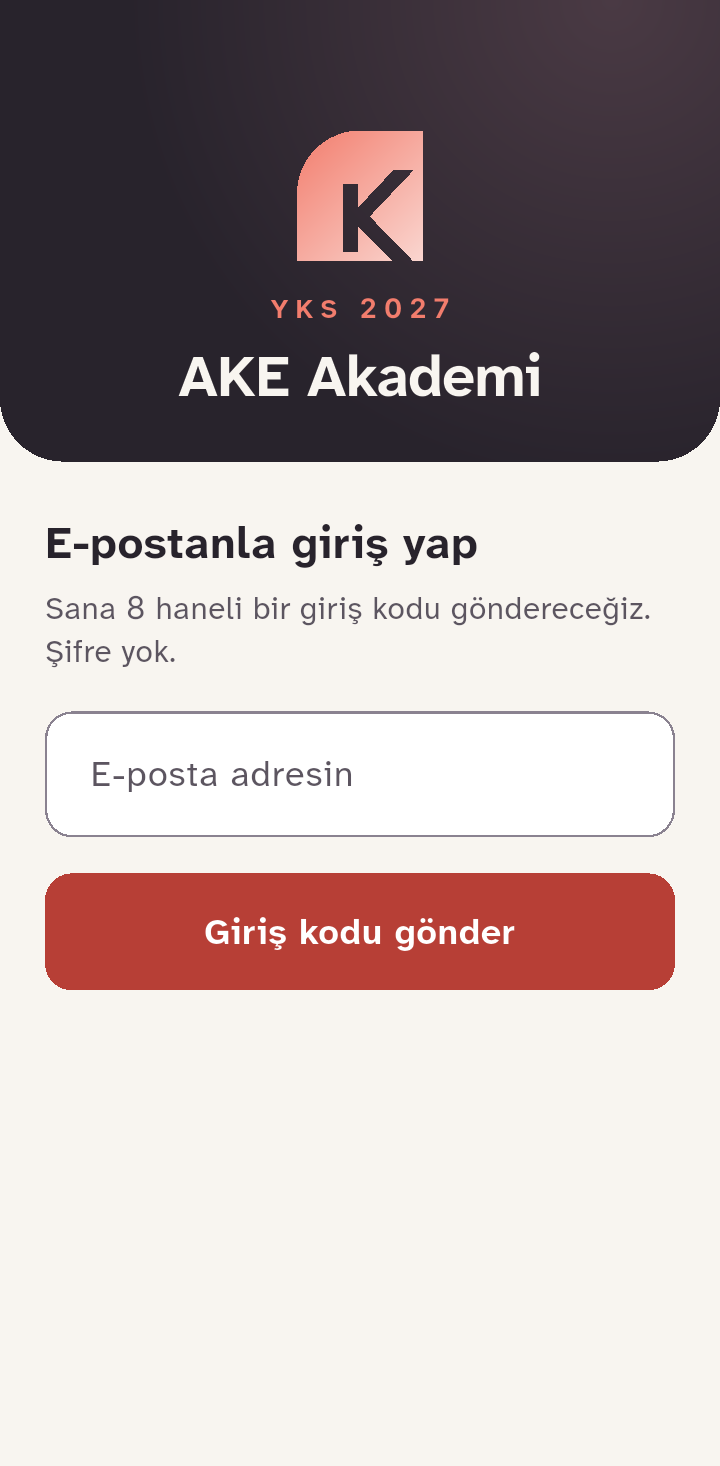 K
YKS 2027
AKE Akademi
E-postanla giriş yap
Sana 8 haneli bir giriş kodu göndereceğiz.
Şifre yok.
E-posta adresin
Giriş kodu gönder